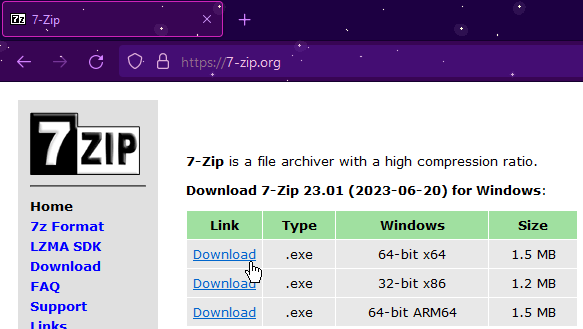 7z 7-Zip
https://7-zip.org
7 ZIP
7-Zip is a file archiver with a high compression ratio.
Download 7-Zip 23.01 (2023-06-20) for Windows:
Link Type Windows Size
Download .exe 64-bit x64 1.5 MB
Download .exe 32-bit x86 1.2 MB
Download .exe 64-bit ARM64 1.5 MB
Home
7z Format
LZMA SDK
Download
FAQ
Support
Links